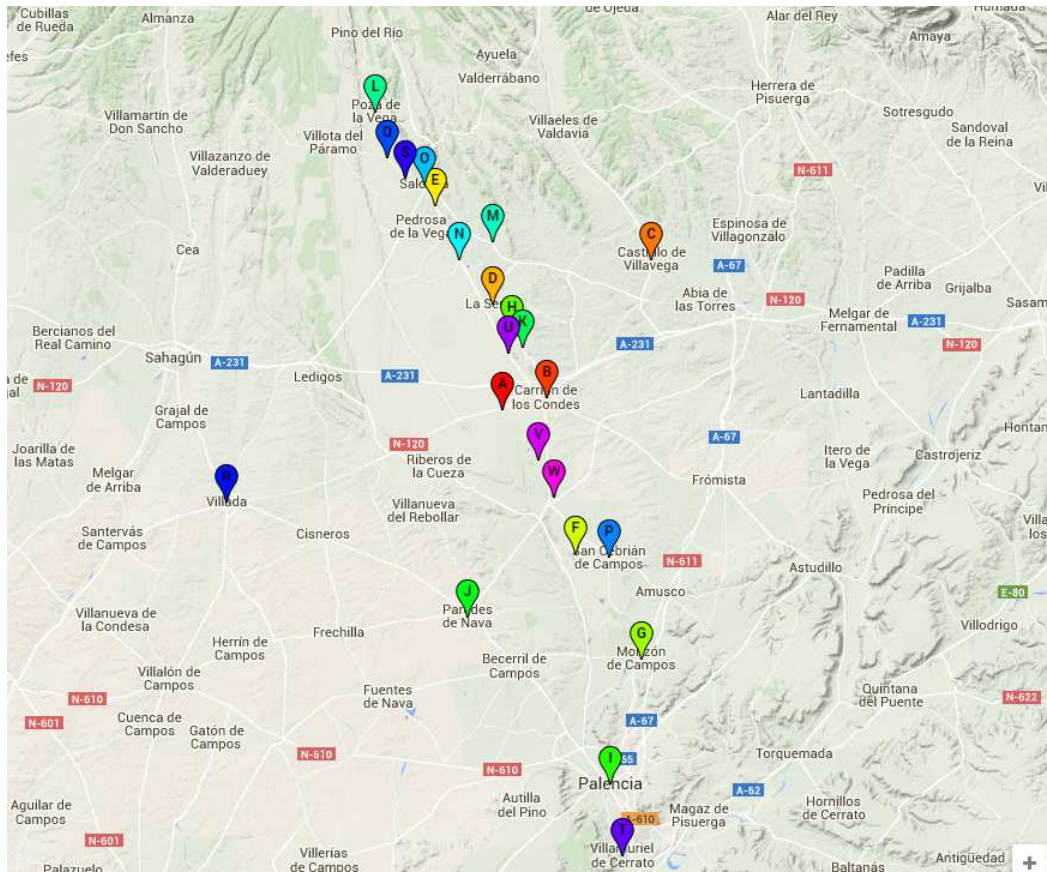 Cubillas
de Rueda
Almanza
de Ojeda
Humada
Alar del Rey
Pino del Río
Amaya
Ayuela
efes
Valderrábano
Herrera de
Pisuerga
L
Poza de
la Vega
Villamartín de
Don Sancho
Sotresgudo
Villaeles de
Valdavia
Sandoval
de la Reina
Q
Villota del
Páramo
S
O
Villazanzo de
Valderaduey
N-611
E
M
Pedrosa
de la Vega
N
C
Espinosa de
Villagonzalo
Cea
Castrillo de
Villavega
A-67
Padilla
de Arriba
D
Grijalba
La Ser
H
Abia de
las Torres
N-120
Sasam
K
U
Melgar de
Fernamental
A-231
Bercianos del
Real Camino
A-231
N-120
Sahagún
A-231
Ledigos
A-231
B
a de
al
N-120
A
Carrión de
los Condes
Lantadilla
Grajal de
Campos
Hontan
V
A-67
N-120
Joarilla de
las Matas
Itero de
la Vega
Castrojeriz
Riberos de
la Cueza
W
Melgar
de Arriba
R
Frómista
Villada
Villanueva
del Rebollar
Pedrosa del
Príncipe
F
P
Santervás
de Campos
Cisneros
San Cebrián
de Campos
N-611
Astudillo
J
Amusco
E-80
Paredes
de Nava
Villanueva de
la Condesa
Frechilla
G
Villodrigo
Herrín de
Campos
Monzón
de Campos
Becerril de
Campos
Villalón de
Campos
Fuentes
de Nava
Quintana
del Puente
N-610
N-622
N-601
Cuenca de
Campos
Gatón de
Campos
A-67
N-610
I
Torquemada
N-610
Palencia
A-62
Aguilar de
Campos
Autilla
del Pino
Magaz de
Pisuerga
Hornillos
de Cerrato
T
A-610
N-601
Villamuriel
de Cerrato
Villerías
de Campos
Antigüedad
Palazuelo
Baltanás
+